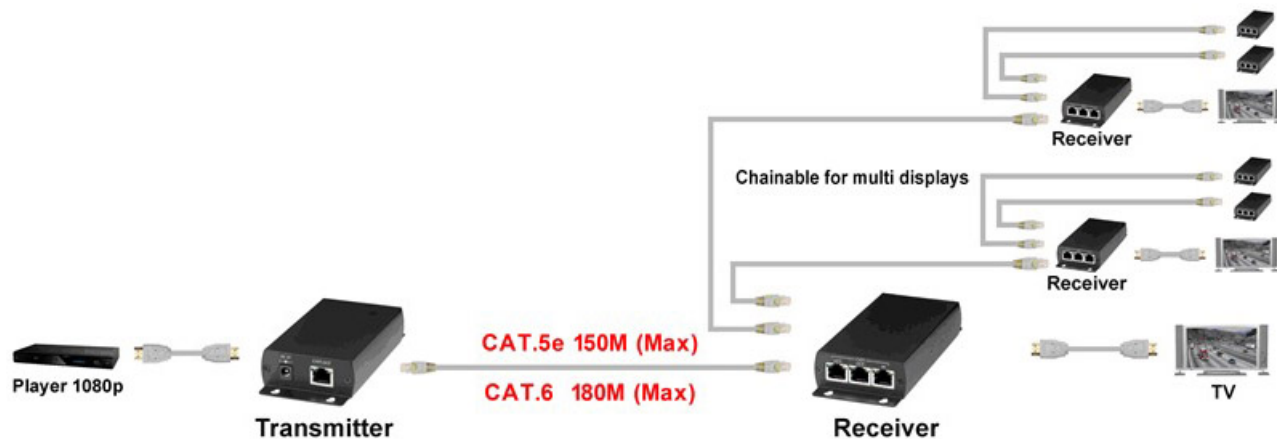 Receiver
Chainable for multi displays
Receiver
CAT.5e 150M (Max)
Player 1080p
CAT.6 180M (Max)
TV
Transmitter
Receiver